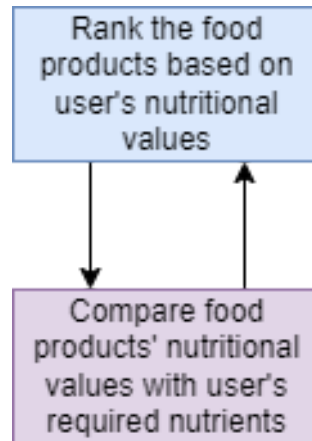 Rank the food
products based on
user's nutritional
values
Compare food
products' nutritional
values with user's
required nutrients